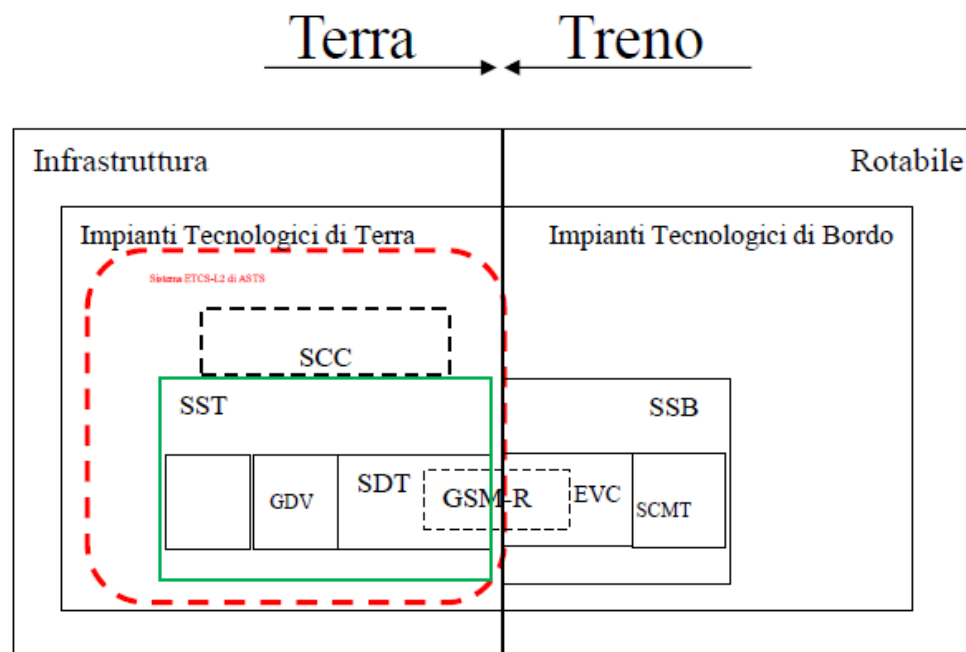 Terra
Treno
Infrastruttura
Rotabile
Impianti Tecnologici di Terra
Impianti Tecnologici di Bordo
Sistema ETCS-L2 di ASTS
SCC
SST
SSB
GDV
SDT
GSM-R
EVC
SCMT